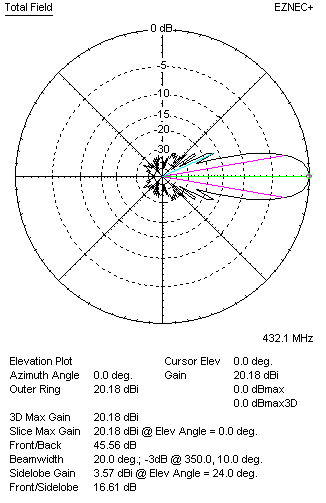 Total Field EZNEC+
0 dB
-5
-10
-15
-20
-30
432.1 MHz
Elevation Plot Cursor Elev 0.0 deg.
Azimuth Angle 0.0 deg. Gain 20.18 dBi
Outer Ring 20.18 dBi 0.0 dBmax
0.0 dBmax3D
3D Max Gain 20.18 dBi
Slice Max Gain 20.18 dBi @ Elev Angle = 0.0 deg.
Front/Back 45.56 dB
Beamwidth 20.0 deg.; -3dB @ 350.0, 10.0 deg.
Sidelobe Gain 3.57 dBi @ Elev Angle = 24.0 deg.
Front/Sidelobe 16.61 dB